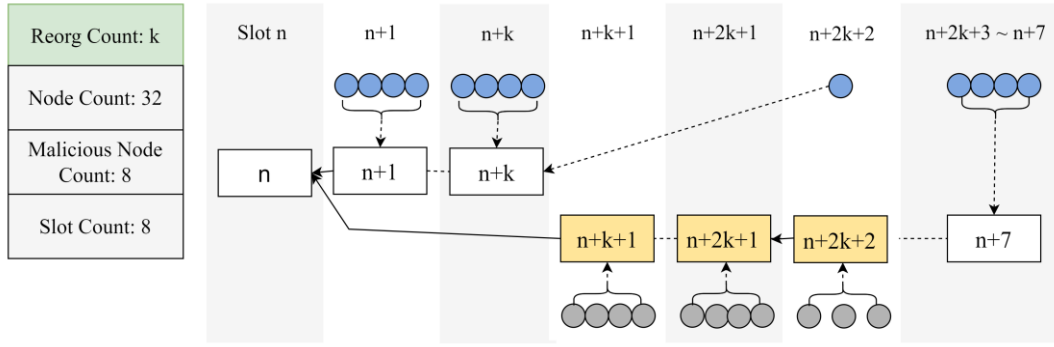 Reorg Count: k
Node Count: 32
Malicious Node
Count: 8
Slot Count: 8
Slot n
n+1
n+k
n+k+1
n+2k+1
n+2k+2
n+2k+3 ~ n+7
n
n+1
n+k
n+k+1
n+2k+1
n+2k+2
n+7